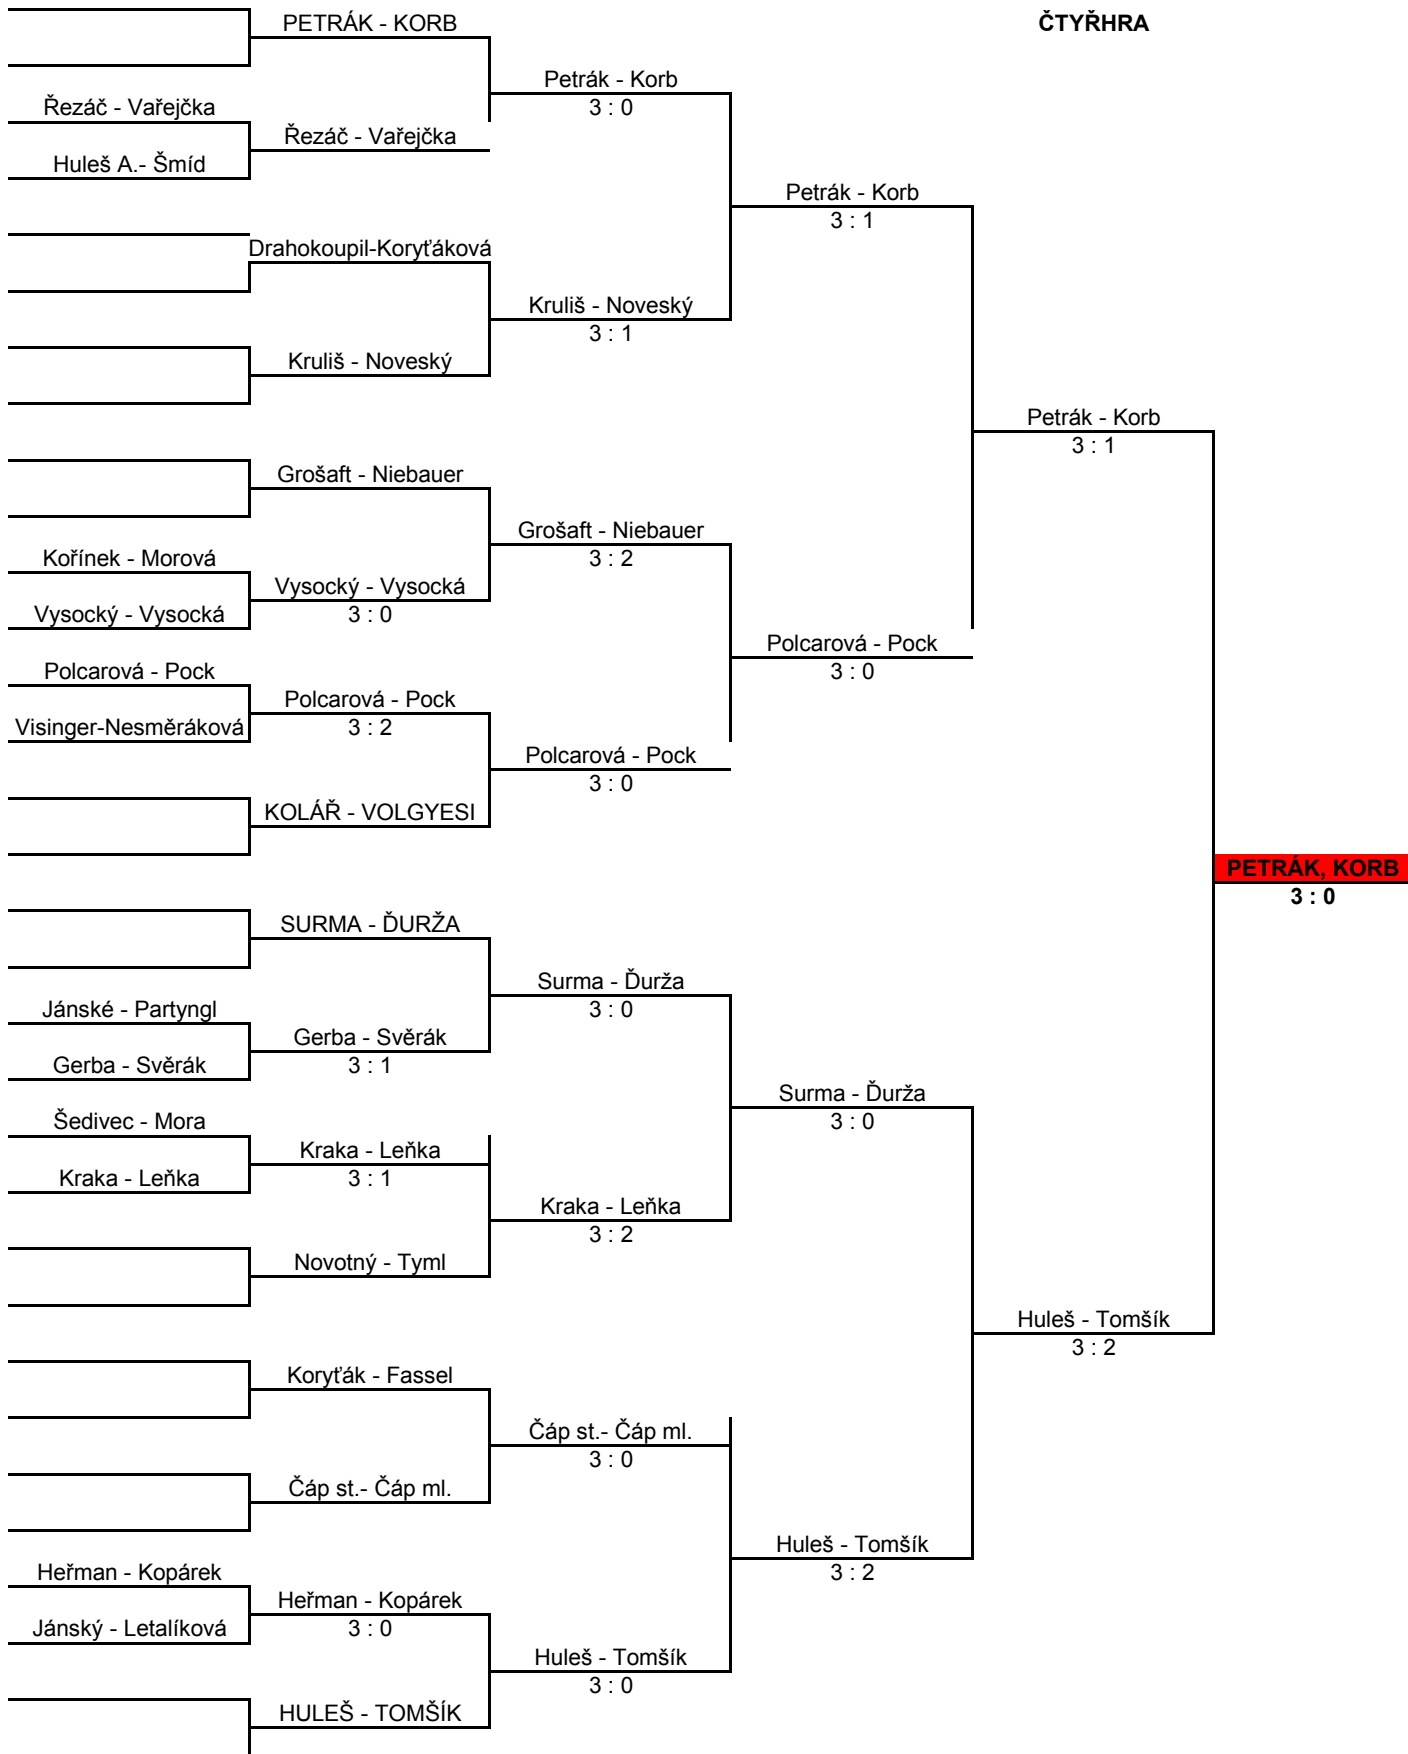 PETRÁK - KORB
ČTYŘHRA
Petrák - Korb
3 : 0
Řezáč - Vařejčka
Řezáč - Vařejčka
Huleš A.- Šmíd
Petrák - Korb
3 : 1
Drahokoupil-Koryťáková
Kruliš - Noveský
3 : 1
Kruliš - Noveský
Petrák - Korb
3 : 1
Grošaft - Niebauer
Grošaft - Niebauer
3 : 2
Kořínek - Morová
Vysocký - Vysocká
3 : 0
Vysocký - Vysocká
Polcarová - Pock
3 : 0
Polcarová - Pock
Polcarová - Pock
3 : 2
Visinger-Nesměráková
Polcarová - Pock
3 : 0
KOLÁŘ - VOLGYESI
PETRÁK, KORB
3 : 0
SURMA - ĎURŽA
Surma - Ďurža
3 : 0
Jánské - Partyngl
Gerba - Svěrák
3 : 1
Gerba - Svěrák
Surma - Ďurža
3 : 0
Šedivec - Mora
Kraka - Leňka
3 : 1
Kraka - Leňka
Kraka - Leňka
3 : 2
Novotný - Tyml
Huleš - Tomšík
3 : 2
Koryťák - Fassel
Čáp st.- Čáp ml.
3 : 0
Čáp st.- Čáp ml.
Huleš - Tomšík
3 : 2
Heřman - Kopárek
Heřman - Kopárek
3 : 0
Jánský - Letalíková
Huleš - Tomšík
3 : 0
HULEŠ - TOMŠÍK